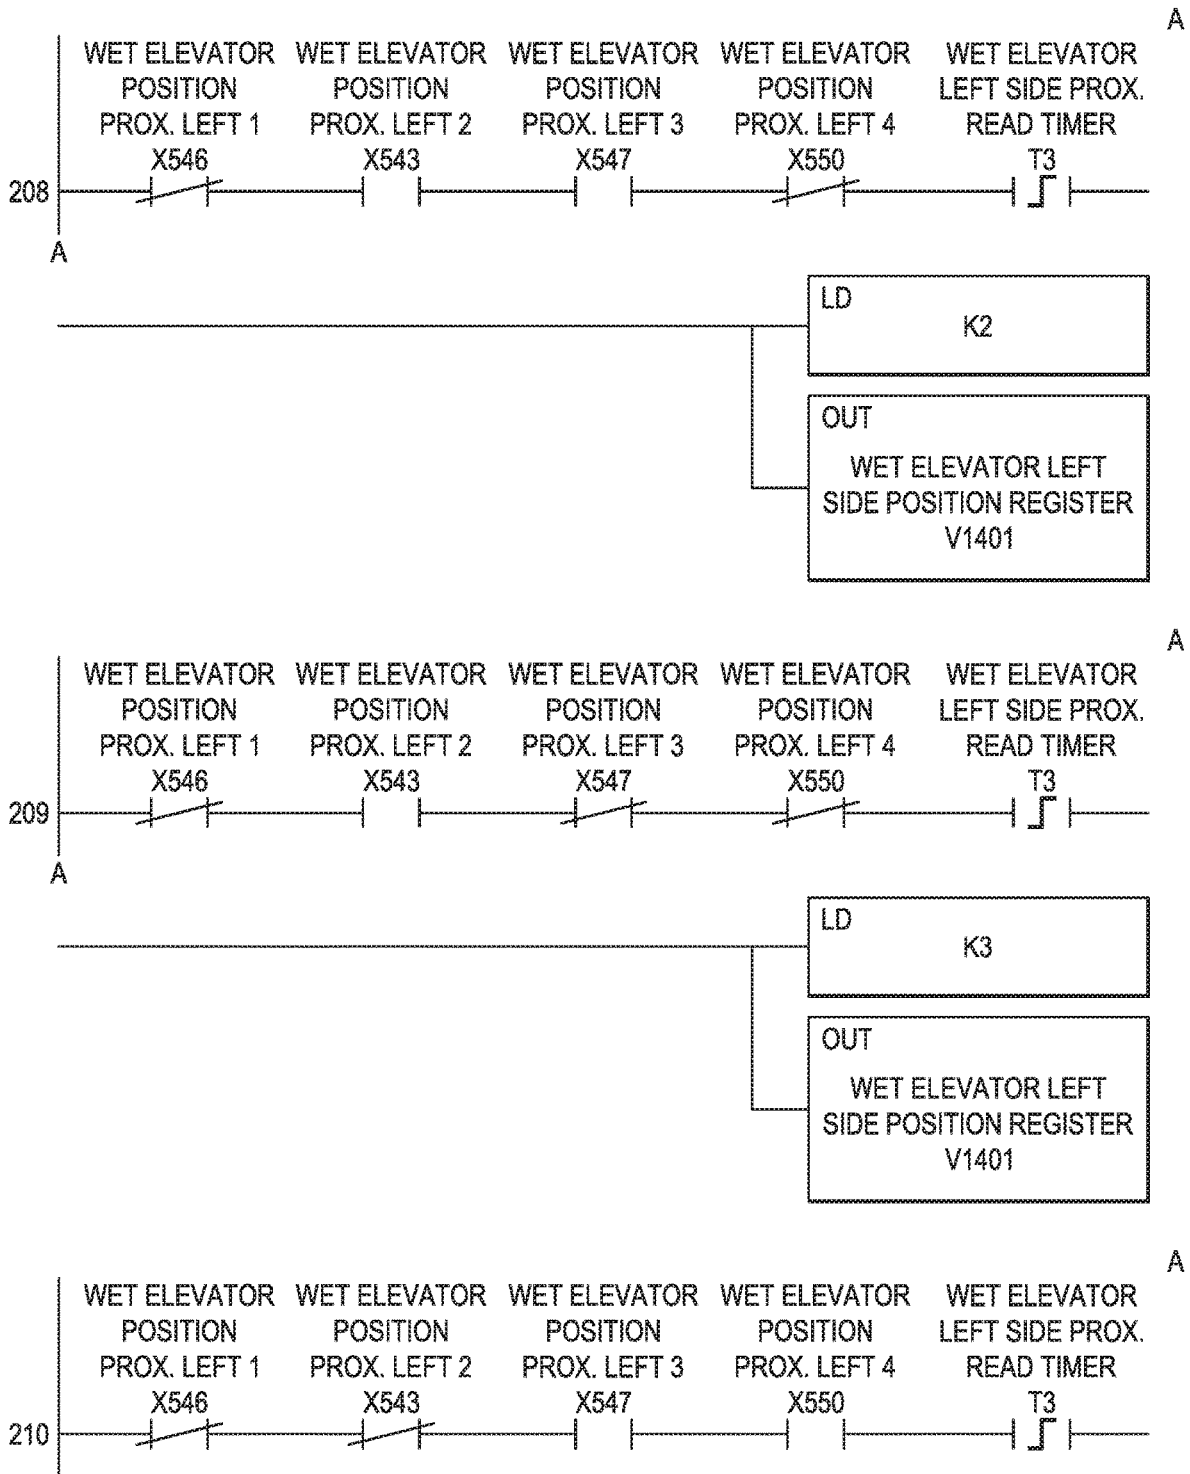 A
WET ELEVATOR POSITION PROX. LEFT 1 X546
WET ELEVATOR POSITION PROX. LEFT 2 X543
WET ELEVATOR POSITION PROX. LEFT 3 X547
WET ELEVATOR POSITION PROX. LEFT 4 X550
WET ELEVATOR LEFT SIDE PROX. READ TIMER T3
208
A
LD
K2
OUT
WET ELEVATOR LEFT
SIDE POSITION REGISTER
V1401
A
WET ELEVATOR POSITION PROX. LEFT 1 X546
WET ELEVATOR POSITION PROX. LEFT 2 X543
WET ELEVATOR POSITION PROX. LEFT 3 X547
WET ELEVATOR POSITION PROX. LEFT 4 X550
WET ELEVATOR LEFT SIDE PROX. READ TIMER T3
209
A
LD
K3
OUT
WET ELEVATOR LEFT
SIDE POSITION REGISTER
V1401
A
WET ELEVATOR POSITION PROX. LEFT 1 X546
WET ELEVATOR POSITION PROX. LEFT 2 X543
WET ELEVATOR POSITION PROX. LEFT 3 X547
WET ELEVATOR POSITION PROX. LEFT 4 X550
WET ELEVATOR LEFT SIDE PROX. READ TIMER T3
210